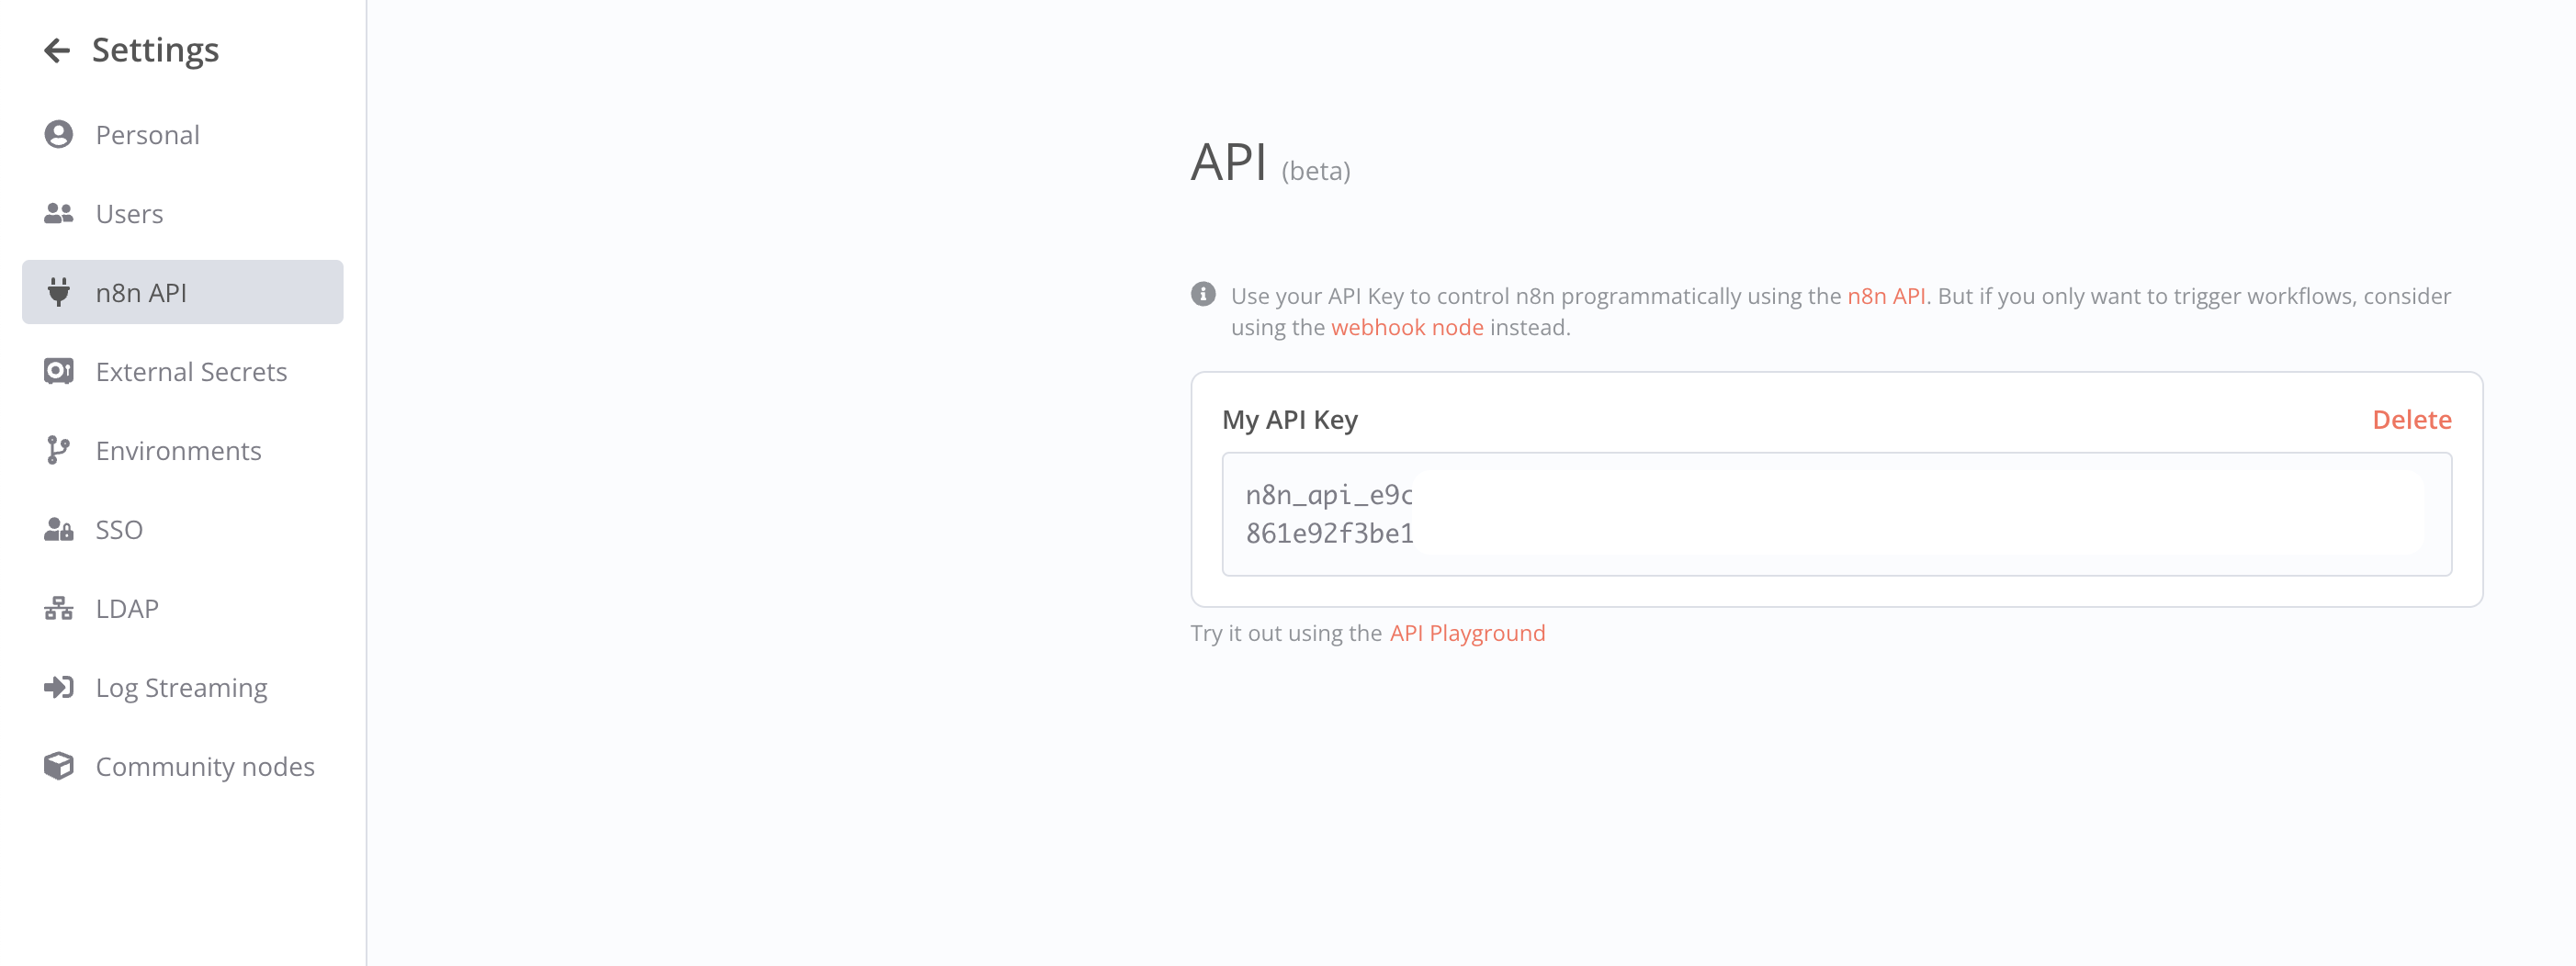 Settings
Personal
Users
n8n API
External Secrets
Environments
SSO
LDAP
Log Streaming
Community nodes
API (beta)
Use your API Key to control n8n programmatically using the n8n API. But if you only want to trigger workflows, consider
using the webhook node instead.
My API Key
Delete
n8n_api_e9c
861e92f3be1
Try it out using the API Playground